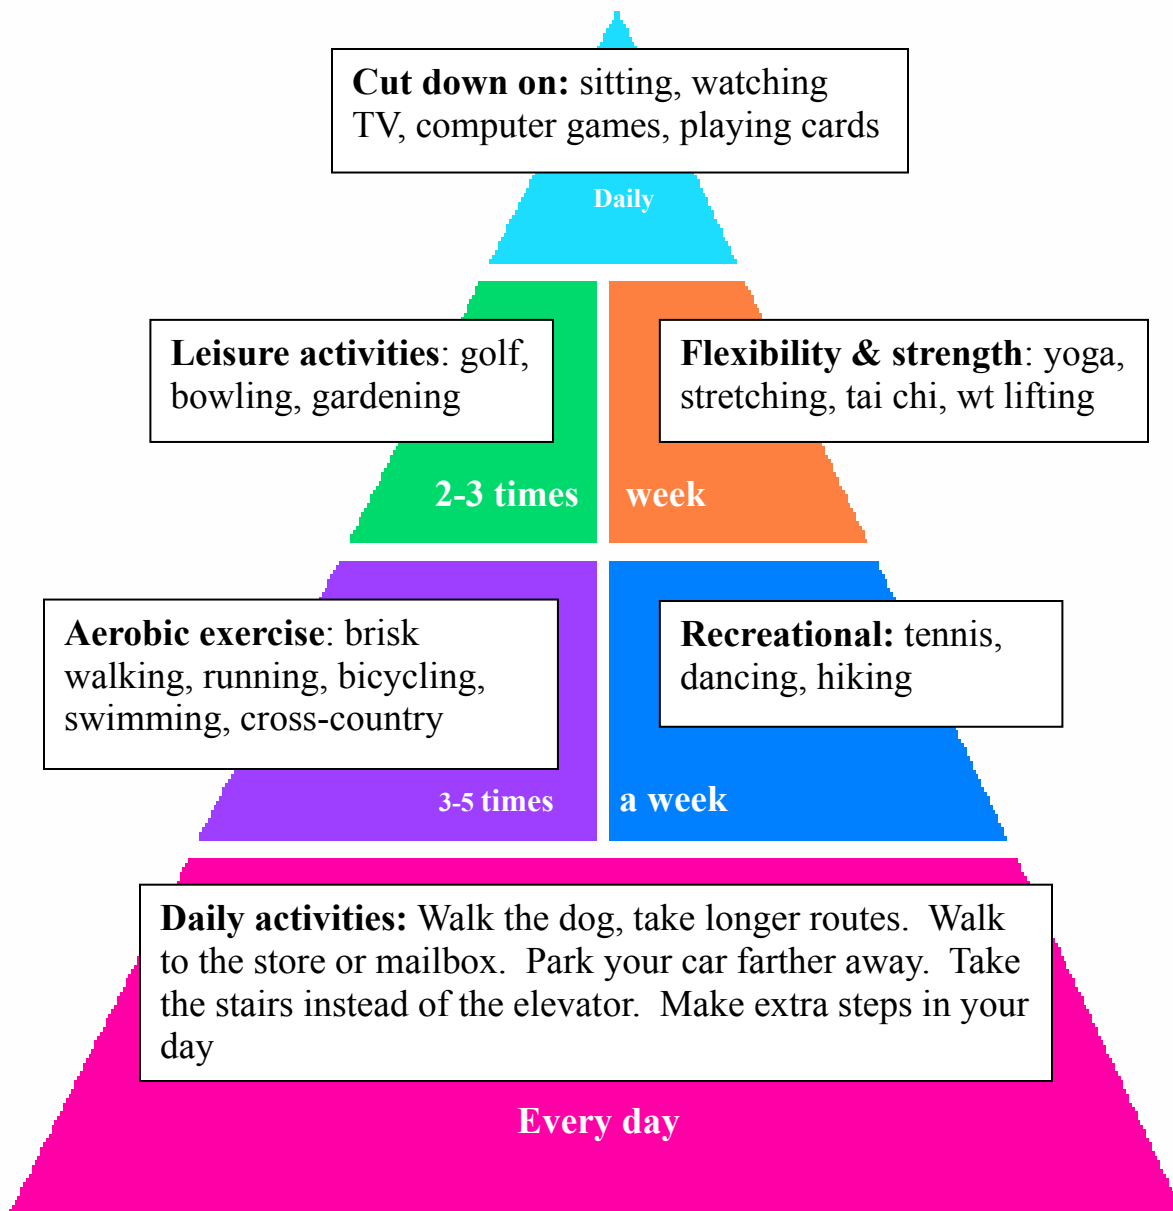 Cut down on: sitting, watching
TV, computer games, playing cards
Daily
Leisure activities: golf,
bowling, gardening
Flexibility & strength: yoga,
stretching, tai chi, wt lifting
2-3 times week
Aerobic exercise: brisk
walking, running, bicycling,
swimming, cross-country
Recreational: tennis,
dancing, hiking
3-5 times a week
Daily activities: Walk the dog, take longer routes.  Walk
to the store or mailbox.  Park your car farther away.  Take
the stairs instead of the elevator.  Make extra steps in your
day
Every day